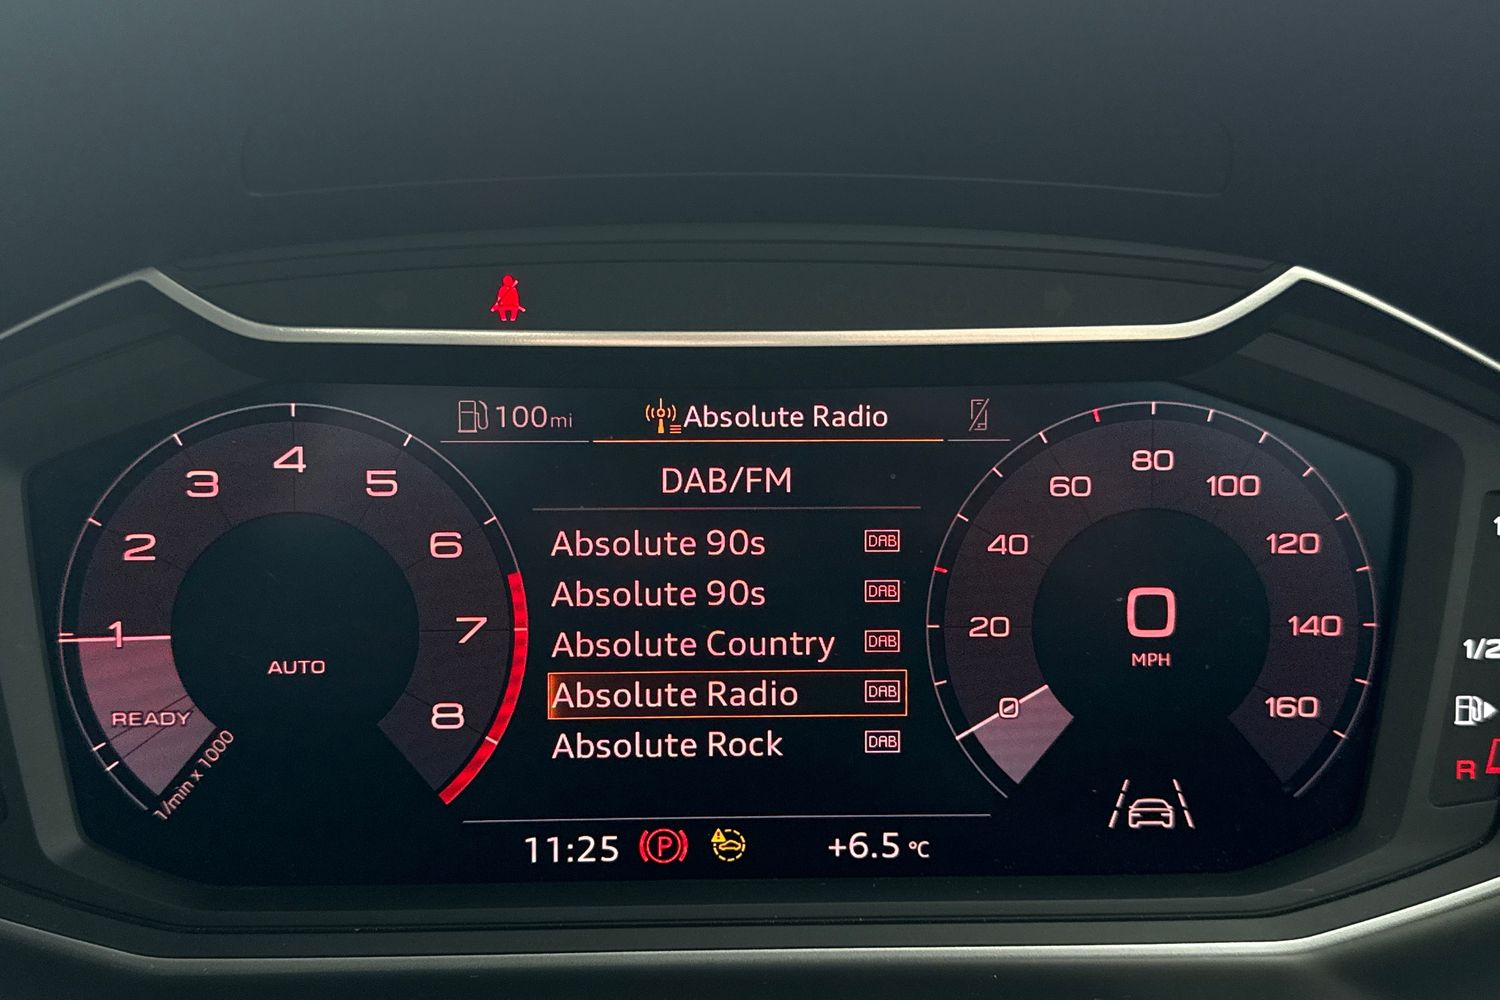 100mi
Absolute Radio
DAB/FM
Absolute 90s DAB
Absolute 90s DAB
Absolute Country DAB
Absolute Radio DAB
Absolute Rock DAB
1
2
3
4
5
6
7
8
AUTO
READY
1/min x 1000
0
20
40
60
80
100
120
140
160
0
MPH
11:25
P
+6.5 °C
1/2
R